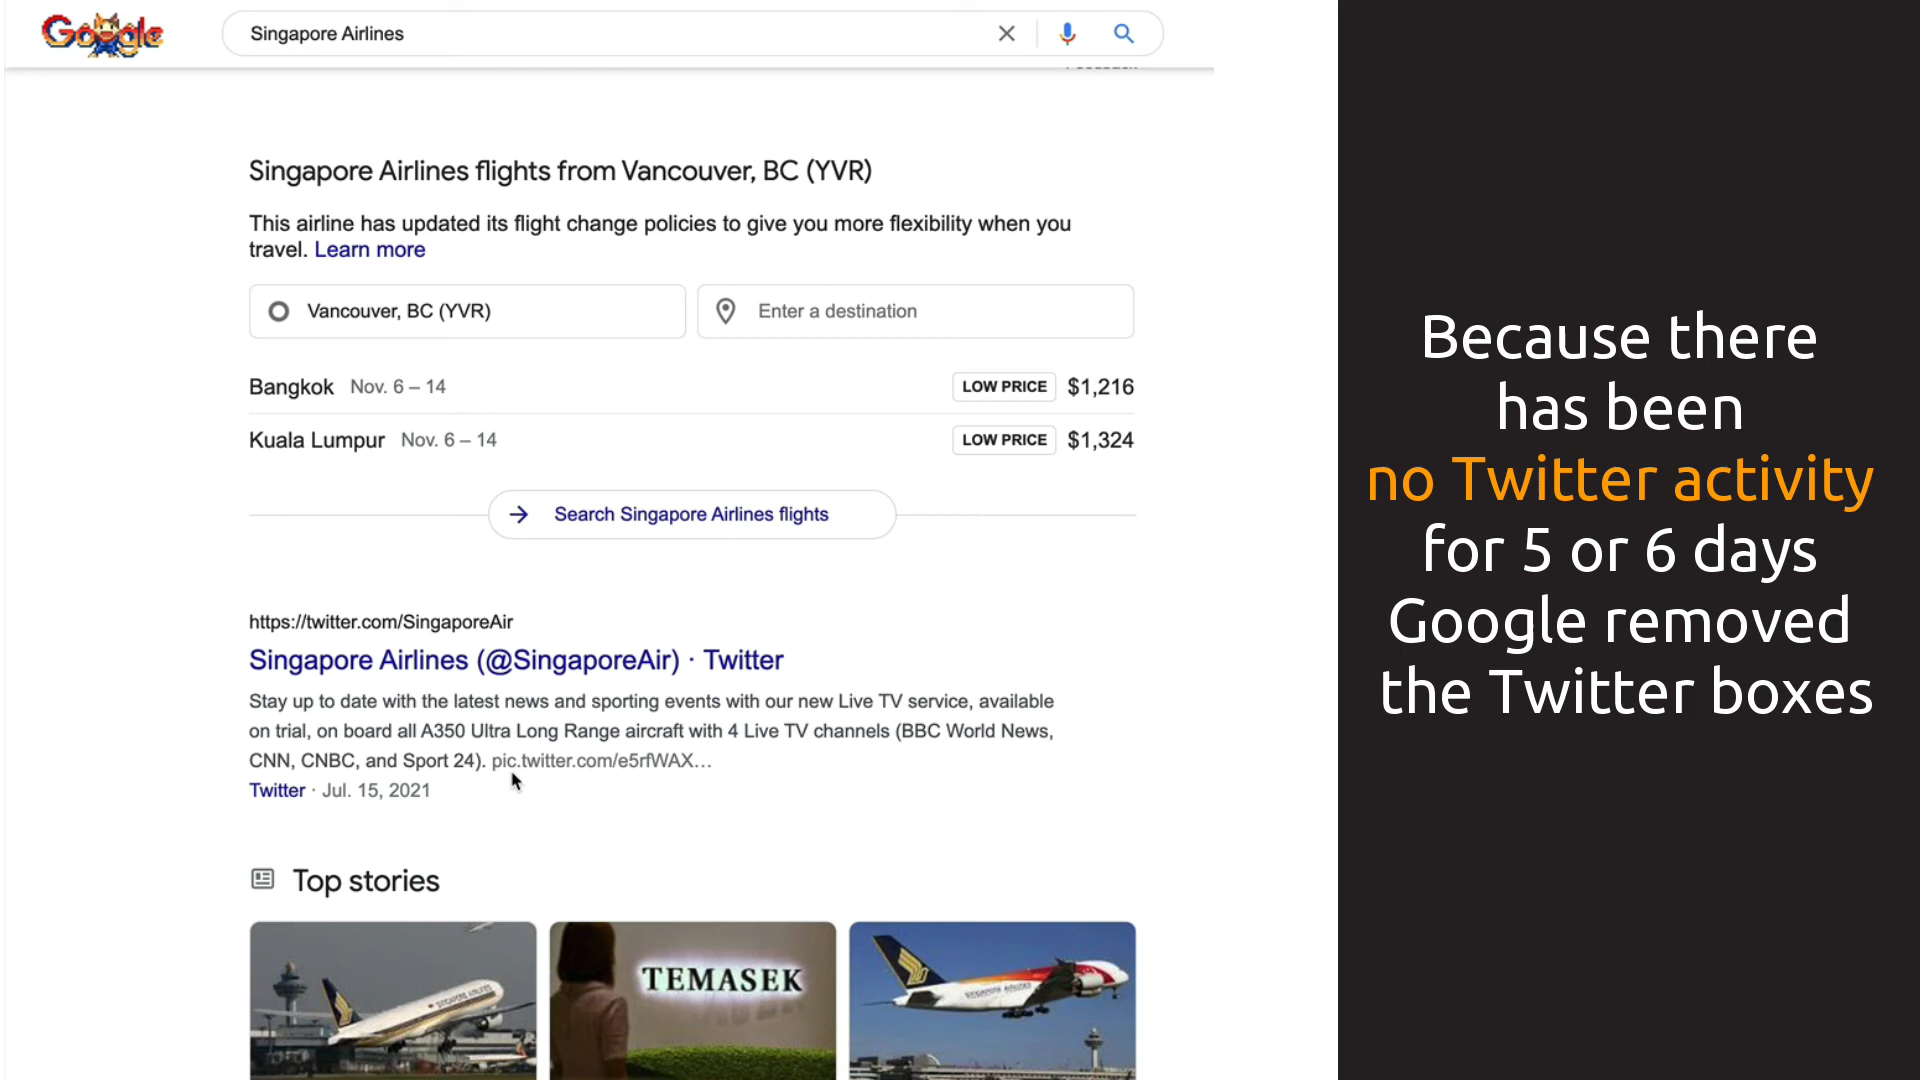 Google
Singapore Airlines
Singapore Airlines flights from Vancouver, BC (YVR)
This airline has updated its flight change policies to give you more flexibility when you
travel. Learn more
Vancouver, BC (YVR)
Enter a destination
Bangkok Nov. 6 – 14 LOW PRICE $1,216
Kuala Lumpur Nov. 6 – 14 LOW PRICE $1,324
Search Singapore Airlines flights
https://twitter.com/SingaporeAir
Singapore Airlines (@SingaporeAir) · Twitter
Stay up to date with the latest news and sporting events with our new Live TV service, available
on trial, on board all A350 Ultra Long Range aircraft with 4 Live TV channels (BBC World News,
CNN, CNBC, and Sport 24). pic.twitter.com/e5rfWAX…
Twitter · Jul. 15, 2021
Top stories
SINGAPORE AIRLINES
TEMASEK
SINGAPORE AIRLINES
Because there
has been
no Twitter activity
for 5 or 6 days
Google removed
the Twitter boxes